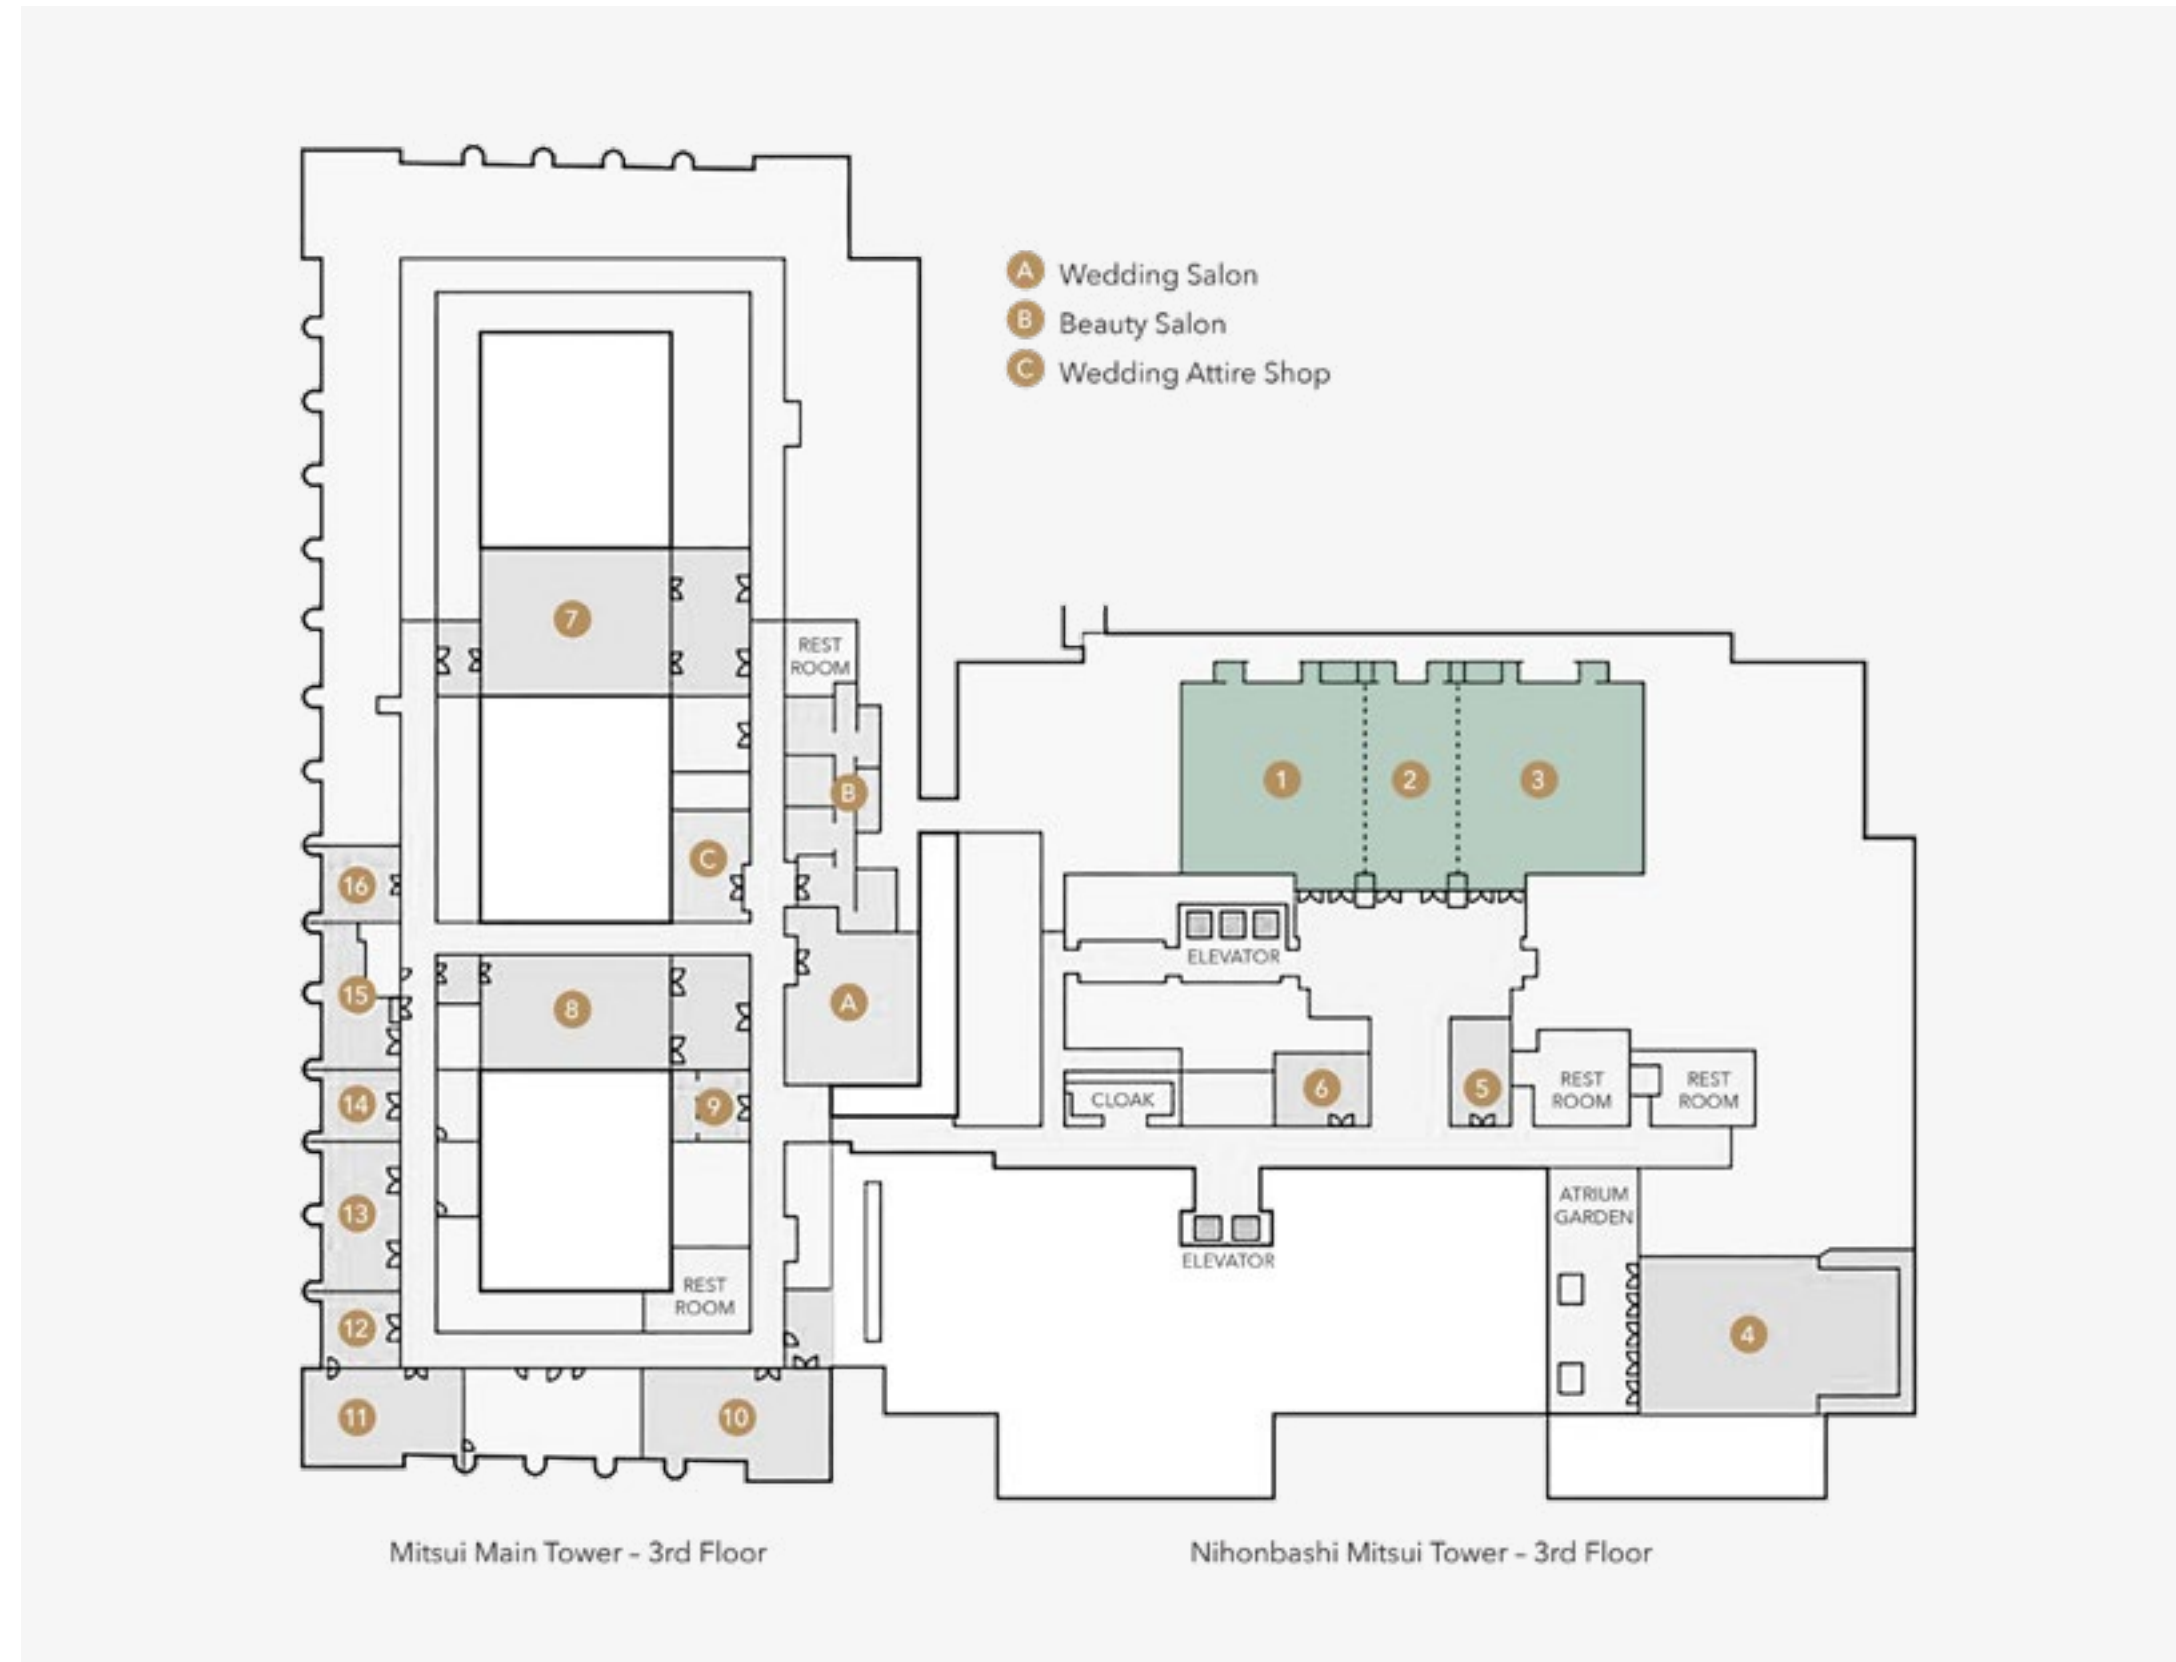 A Wedding Salon
B Beauty Salon
C Wedding Attire Shop
7
REST
ROOM
B
C
16
15
8
A
14
9
13
12
REST
ROOM
11
10
1
2
3
ELEVATOR
6
5
CLOAK
REST
ROOM
REST
ROOM
ELEVATOR
ATRIUM
GARDEN
4
Mitsui Main Tower – 3rd Floor
Nihonbashi Mitsui Tower – 3rd Floor